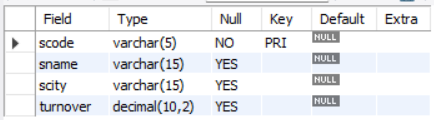 Field Type Null Key Default Extra
scode varchar(5) NO PRI NULL
sname varchar(15) YES NULL
scity varchar(15) YES NULL
turnover decimal(10,2) YES NULL